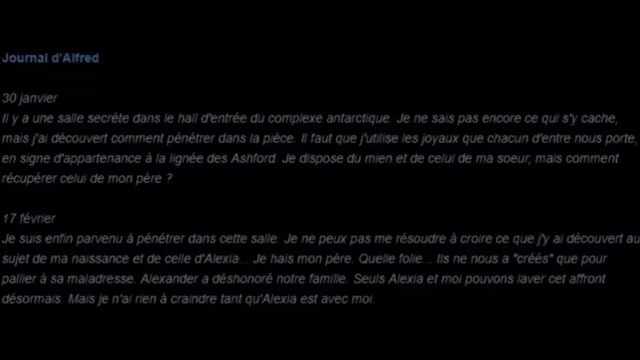 Journal d'Alfred
30 janvier
Il y a une salle secrète dans le hall d'entrée du complexe antarctique. Je ne sais pas encore ce qui s'y cache,
mais j'ai découvert comment pénétrer dans la pièce. Il faut que j'utilise les joyaux que chacun d'entre nous porte,
en signe d'appartenance à la lignée des Ashford. Je dispose du mien et de celui de ma soeur, mais comment
récupérer celui de mon père ?
17 février
Je suis enfin parvenu à pénétrer dans cette salle. Je ne peux pas me résoudre à croire ce que j'y ai découvert au
sujet de ma naissance et de celle d'Alexia... Je hais mon père. Quelle folie... Ils ne nous a "créés" que pour
pallier à sa maladresse. Alexander a déshonoré notre famille. Seuls Alexia et moi pouvons laver cet affront
désormais. Mais je n'ai rien à craindre tant qu'Alexia est avec moi.